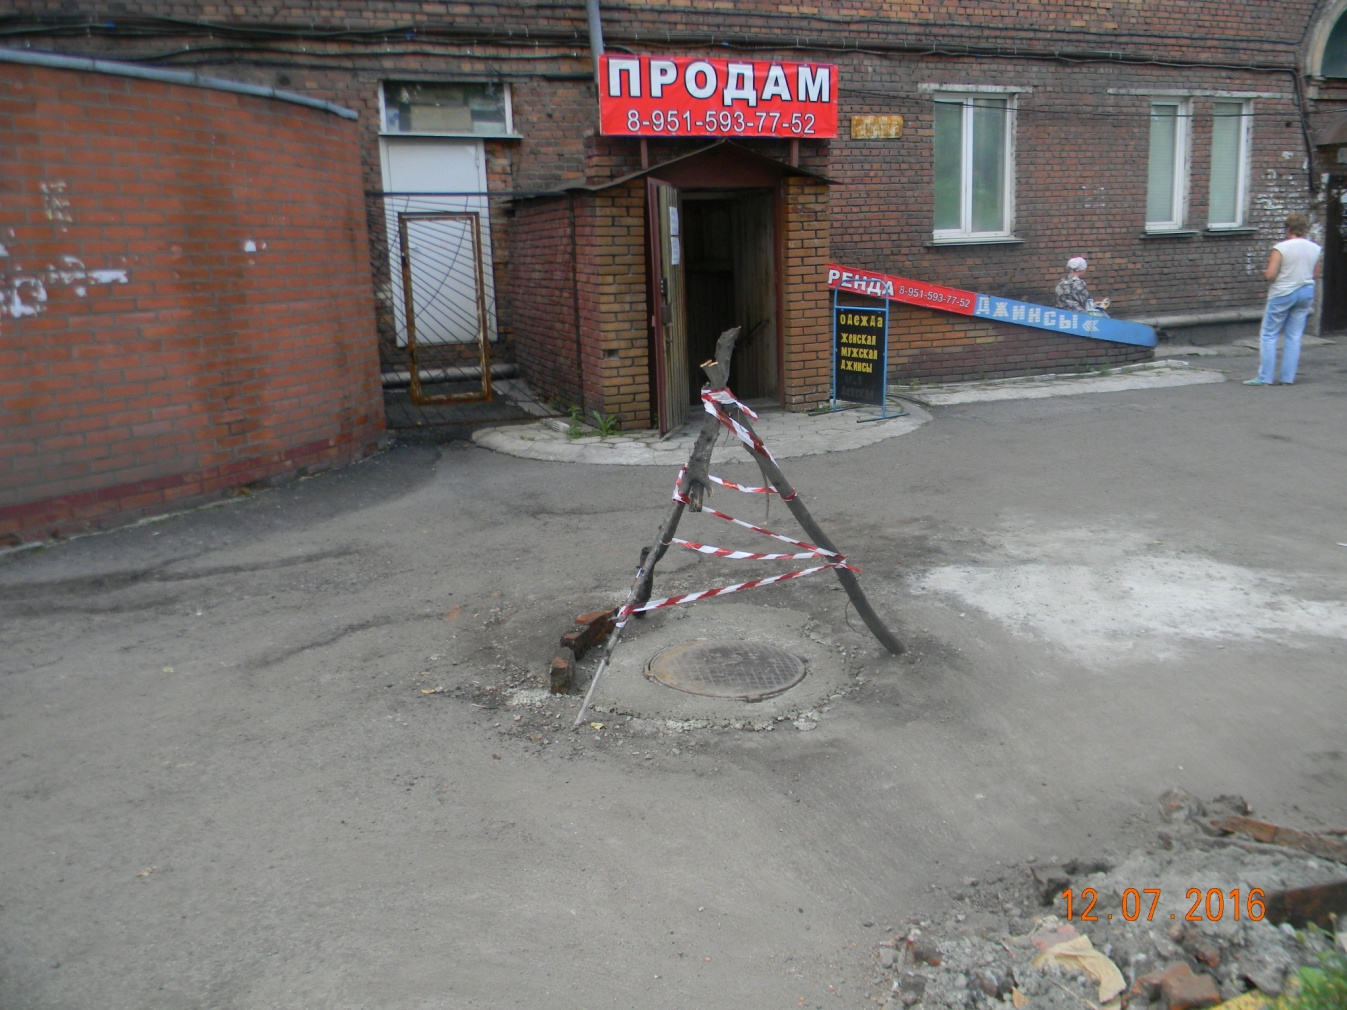 ПРОДАМ
8-951-593-77-52
РЕНДА 8-951-593-77-52
ДЖИНСЫ
ОДЕЖДА
ЖЕНСКАЯ
МУЖСКАЯ
ДЖИНСЫ
12.07.2016